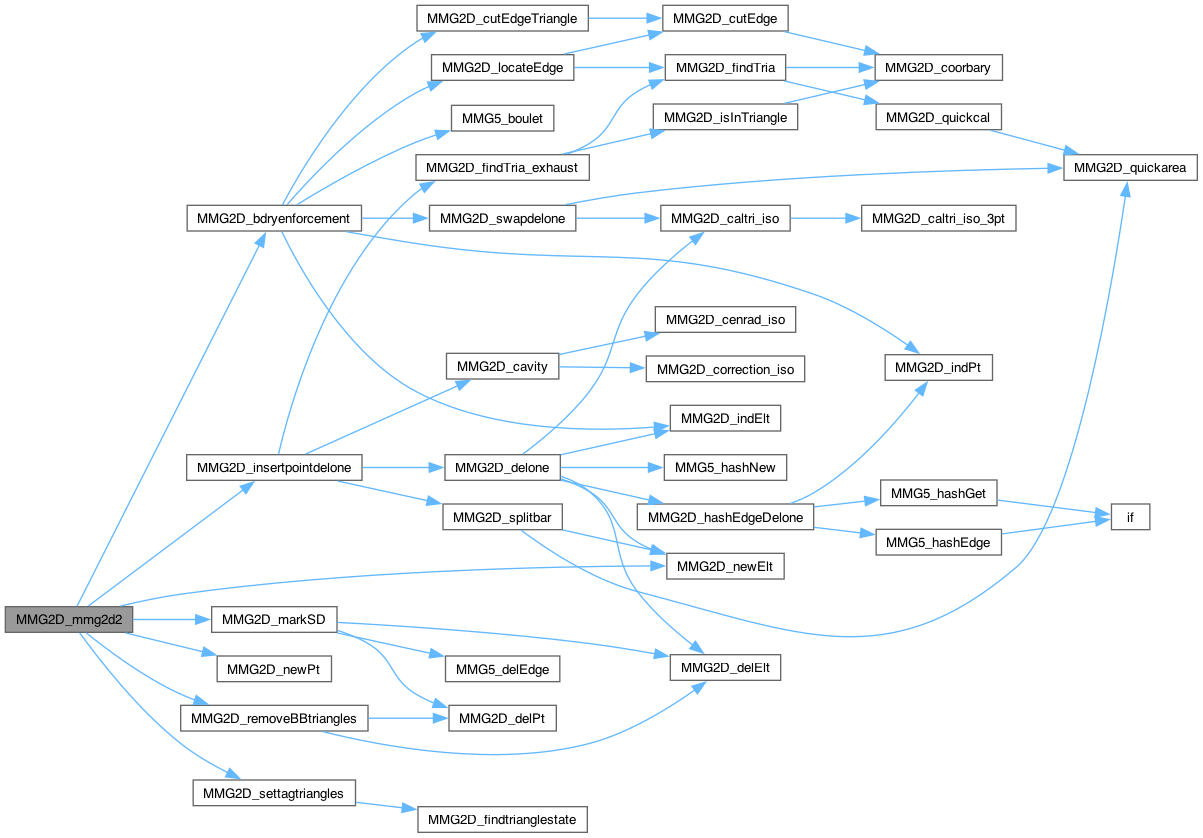 MMG2D_cutEdgeTriangle
MMG2D_cutEdge
MMG2D_locateEdge
MMG2D_findTria
MMG2D_coorbary
MMG5_boulet
MMG2D_isInTriangle
MMG2D_quickcal
MMG2D_findTria_exhaust
MMG2D_quickarea
MMG2D_bdryenforcement
MMG2D_swapdelone
MMG2D_caltri_iso
MMG2D_caltri_iso_3pt
MMG2D_cenrad_iso
MMG2D_cavity
MMG2D_correction_iso
MMG2D_indPt
MMG2D_indElt
MMG2D_insertpointdelone
MMG2D_delone
MMG5_hashNew
MMG5_hashGet
MMG2D_splitbar
MMG2D_hashEdgeDelone
if
MMG5_hashEdge
MMG2D_newElt
MMG2D_mmg2d2
MMG2D_markSD
MMG2D_newPt
MMG5_delEdge
MMG2D_delElt
MMG2D_removeBBtriangles
MMG2D_delPt
MMG2D_settagtriangles
MMG2D_findtrianglestate